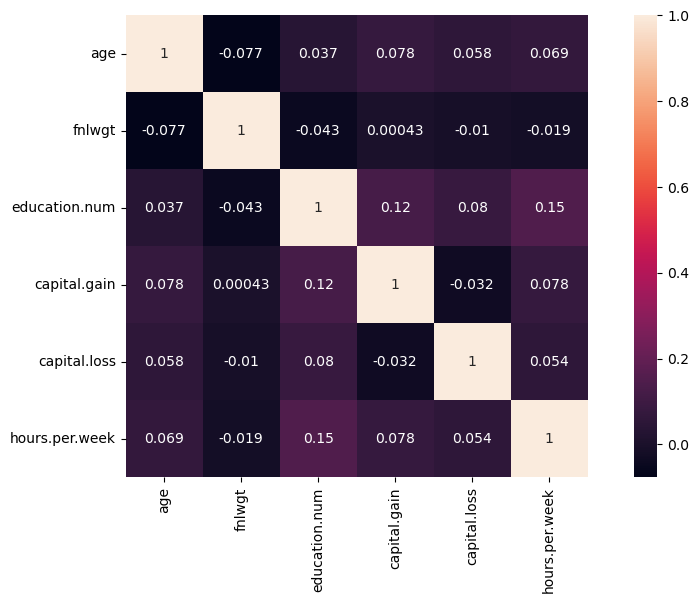 age 1 -0.077 0.037 0.078 0.058 0.069
fnlwgt -0.077 1 -0.043 0.00043 -0.01 -0.019
education.num 0.037 -0.043 1 0.12 0.08 0.15
capital.gain 0.078 0.00043 0.12 1 -0.032 0.078
capital.loss 0.058 -0.01 0.08 -0.032 1 0.054
hours.per.week 0.069 -0.019 0.15 0.078 0.054 1
age
fnlwgt
education.num
capital.gain
capital.loss
hours.per.week
1.0
0.8
0.6
0.4
0.2
0.0